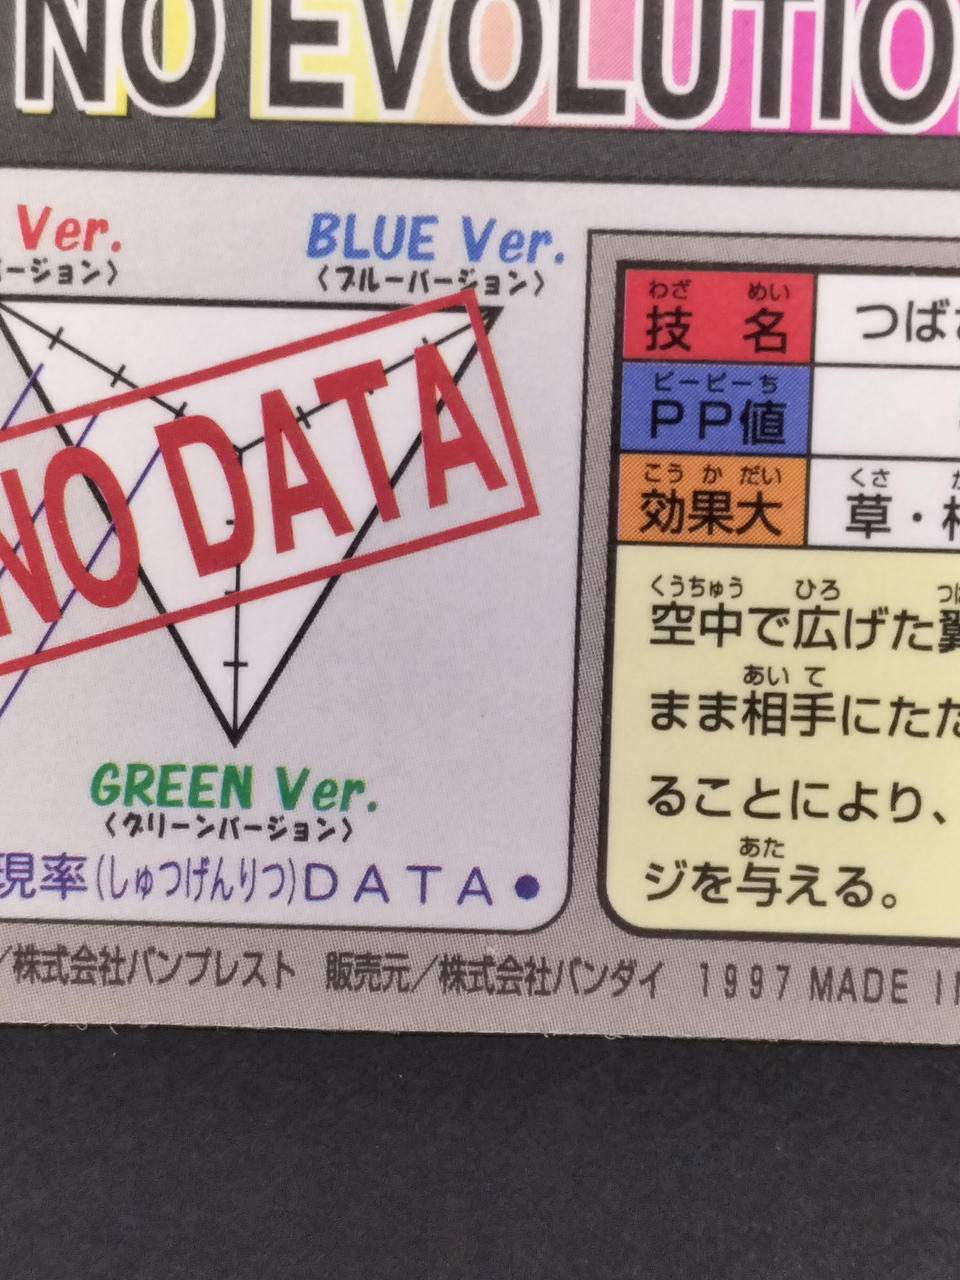 NO EVOLUTIO
Ver.
ージョン〉
BLUE Ver.
〈ブルーバージョン〉
NO DATA
GREEN Ver.
〈グリーンバージョン〉
現率(しゅつげんりつ)DATA●
わざ めい
技 名
つば
ピーピーち
PP値
こう か だい
効果大
くさ
草・
くうちゅう ひろ つば
空中で広げた翼
あい て
まま相手にたた
ることにより、
あた
ジを与える。
／株式会社バンプレスト 販売元／株式会社バンダイ 1997 MADE IN